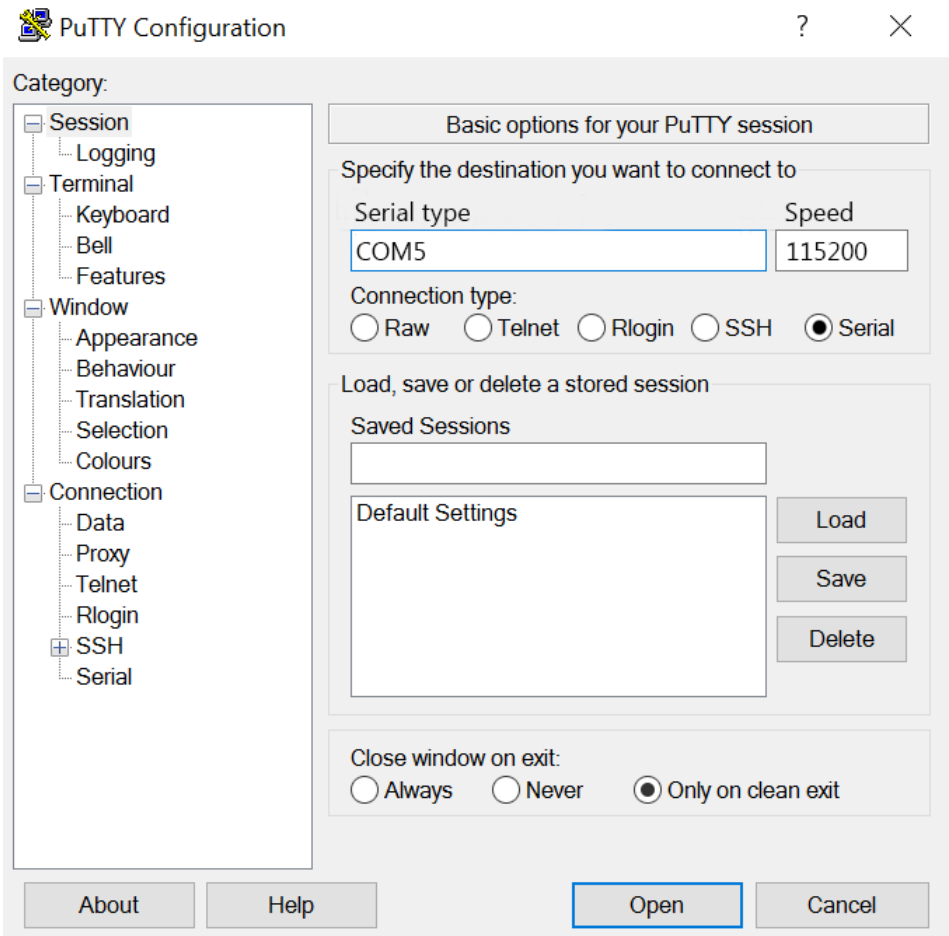 PuTTY Configuration ? ×
Category:
Session
Logging
Terminal
Keyboard
Bell
Features
Window
Appearance
Behaviour
Translation
Selection
Colours
Connection
Data
Proxy
Telnet
Rlogin
SSH
Serial
Basic options for your PuTTY session
Specify the destination you want to connect to
Serial type Speed
COM5 115200
Connection type:
Raw Telnet Rlogin SSH Serial
Load, save or delete a stored session
Saved Sessions
Default Settings
Load
Save
Delete
Close window on exit:
Always Never Only on clean exit
About Help Open Cancel